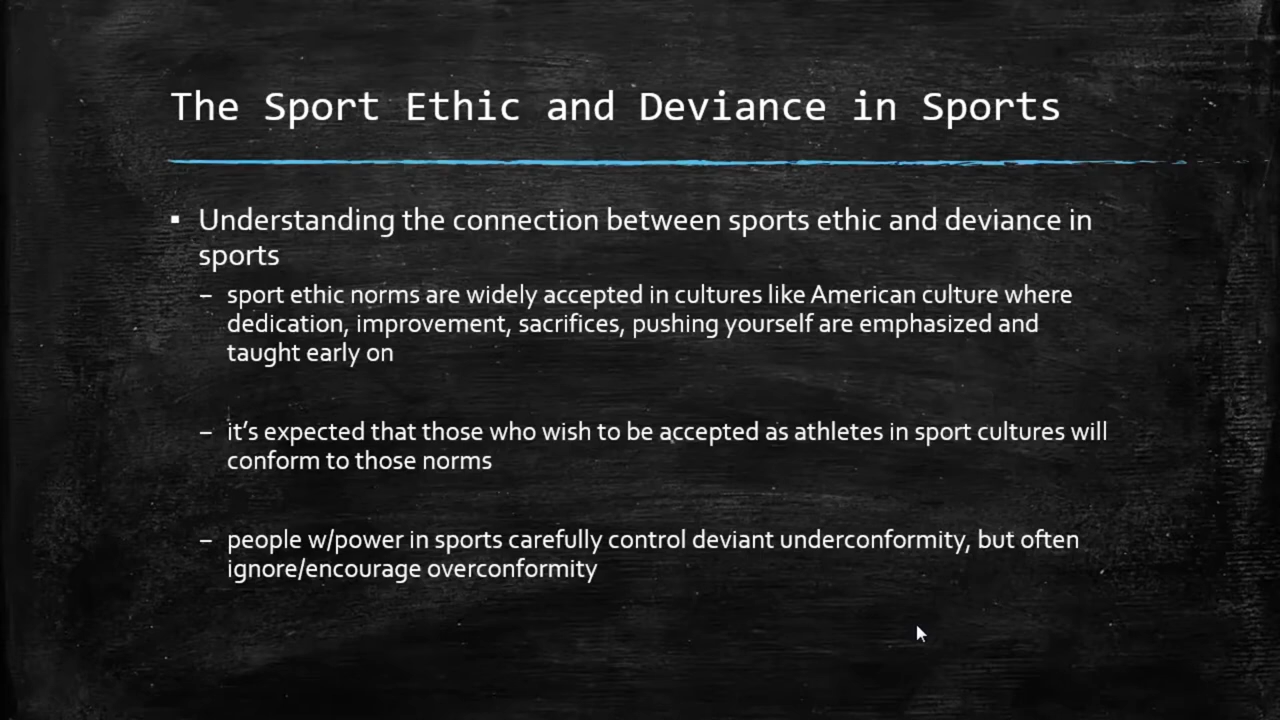 The Sport Ethic and Deviance in Sports
▪ Understanding the connection between sports ethic and deviance in
sports
– sport ethic norms are widely accepted in cultures like American culture where
dedication, improvement, sacrifices, pushing yourself are emphasized and
taught early on
– it’s expected that those who wish to be accepted as athletes in sport cultures will
conform to those norms
– people w/power in sports carefully control deviant underconformity, but often
ignore/encourage overconformity